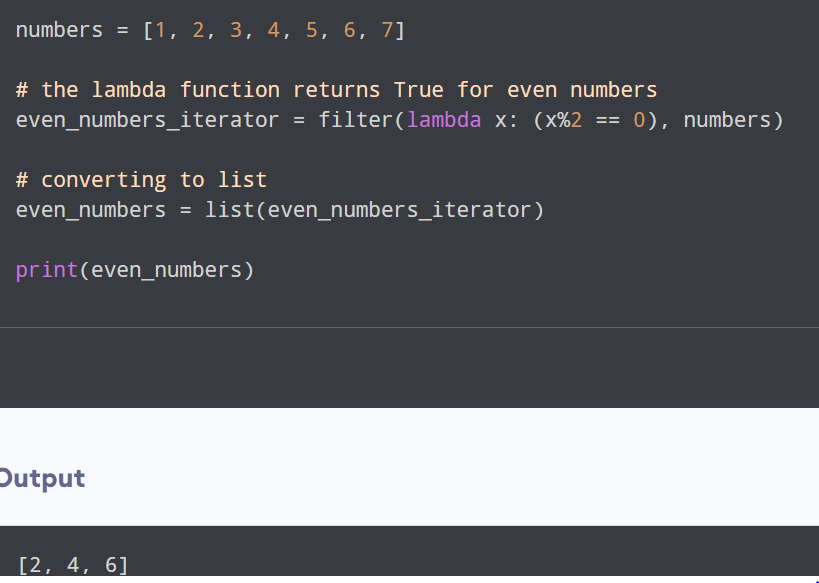 numbers = [1, 2, 3, 4, 5, 6, 7]
# the lambda function returns True for even numbers
even_numbers_iterator = filter(lambda x: (x%2 == 0), numbers)
# converting to list
even_numbers = list(even_numbers_iterator)
print(even_numbers)
Output
[2, 4, 6]